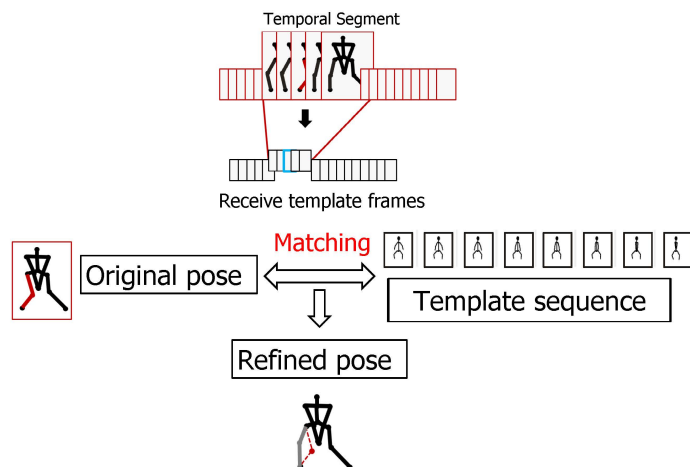 Temporal Segment
Receive template frames
Matching
Original pose
Template sequence
Refined pose